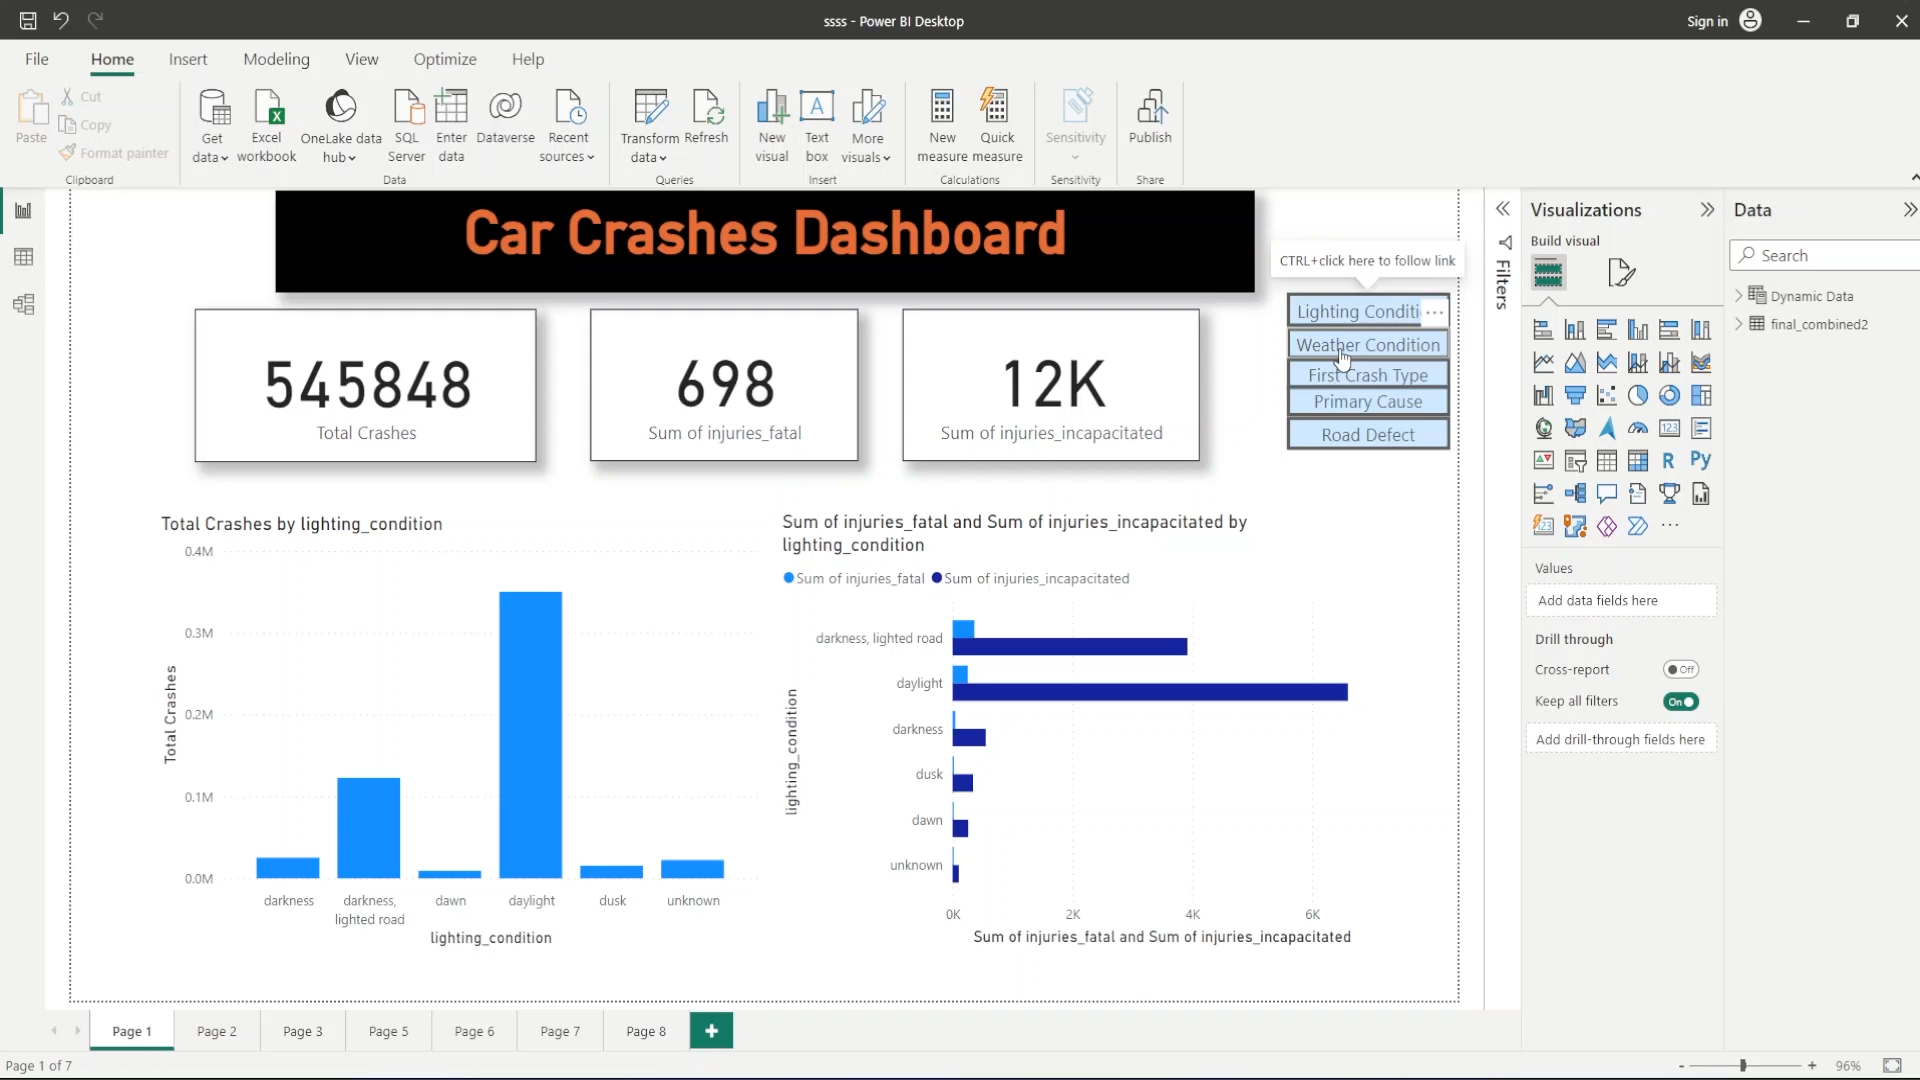 ssss - Power BI Desktop
Sign in
File
Home
Insert
Modeling
View
Optimize
Help
Paste
Cut
Copy
Format painter
Clipboard
Get
data
Excel
workbook
OneLake data
hub
SQL
Server
Enter
data
Dataverse
Recent
sources
Data
Transform
data
Refresh
Queries
New
visual
A
Text
box
More
visuals
Insert
New
measure
Quick
measure
Calculations
Sensitivity
Sensitivity
Publish
Share
Car Crashes Dashboard
CTRL+click here to follow link
545848
Total Crashes
698
Sum of injuries_fatal
12K
Sum of injuries_incapacitated
Lighting Conditi
Weather Condition
First Crash Type
Primary Cause
Road Defect
Total Crashes by lighting_condition
0.4M
0.3M
0.2M
0.1M
0.0M
Total Crashes
darkness
darkness,
lighted road
dawn
daylight
dusk
unknown
lighting_condition
Sum of injuries_fatal and Sum of injuries_incapacitated by
lighting_condition
Sum of injuries_fatal
Sum of injuries_incapacitated
lighting_condition
darkness, lighted road
daylight
darkness
dusk
dawn
unknown
0K
2K
4K
6K
Sum of injuries_fatal and Sum of injuries_incapacitated
Filters
Visualizations
Build visual
123
R
Py
123
Values
Add data fields here
Drill through
Cross-report
Off
Keep all filters
On
Add drill-through fields here
Data
Search
Dynamic Data
final_combined2
Page 1
Page 2
Page 3
Page 5
Page 6
Page 7
Page 8
+
Page 1 of 7
-
+
96%